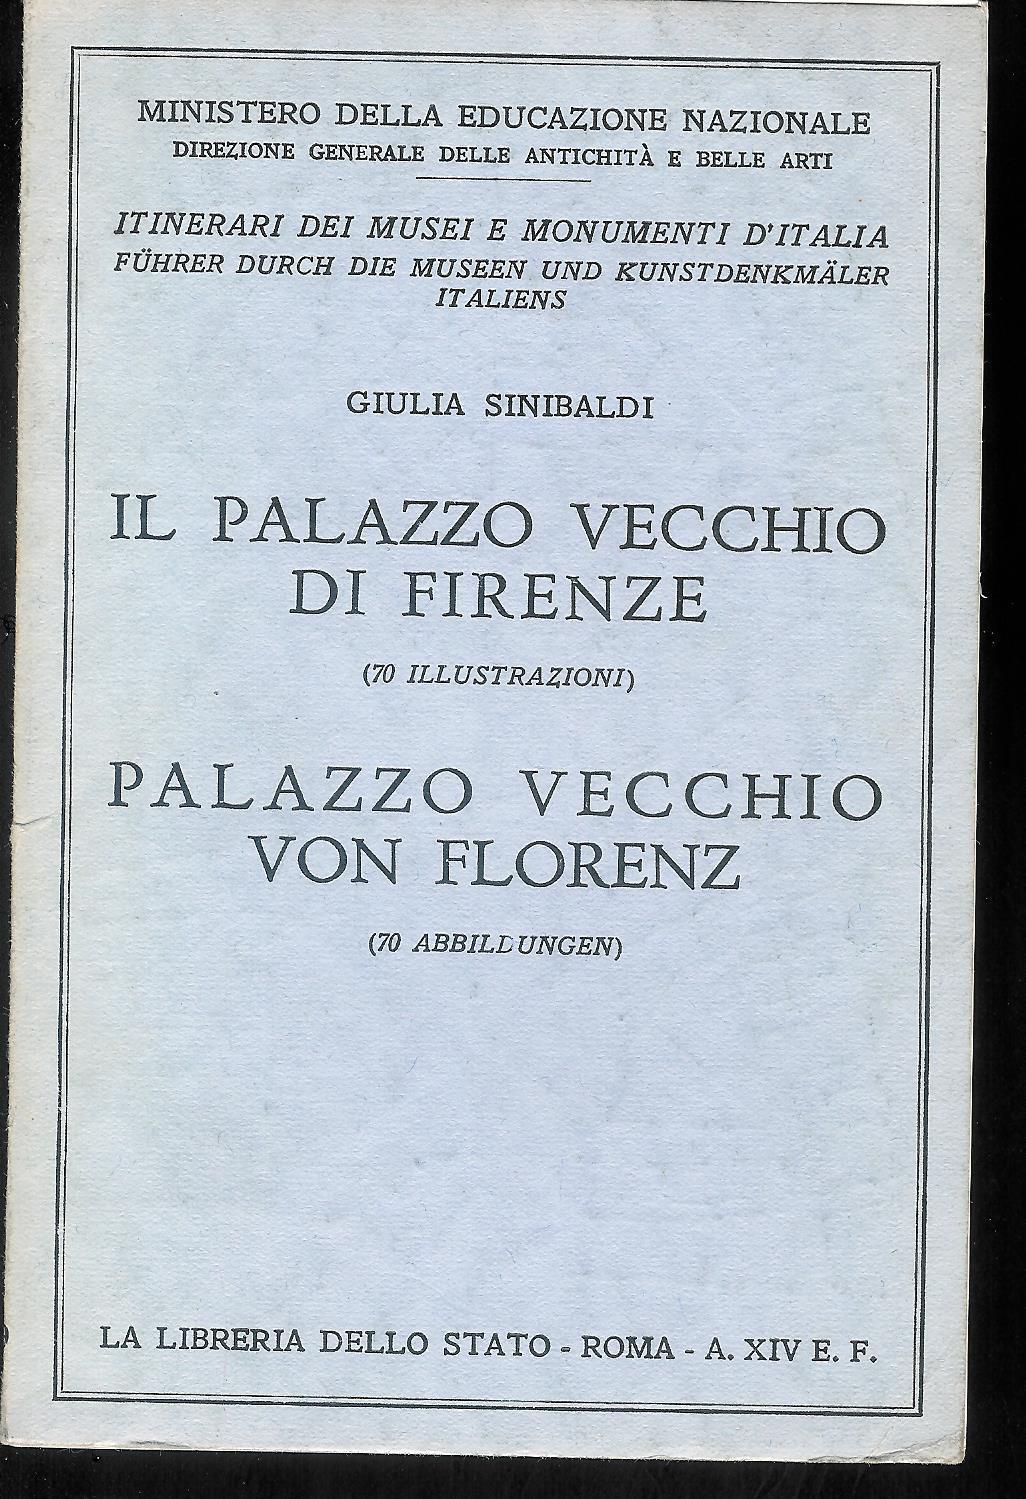 MINISTERO DELLA EDUCAZIONE NAZIONALE
DIREZIONE GENERALE DELLE ANTICHITÀ E BELLE ARTI
ITINERARI DEI MUSEI E MONUMENTI D'ITALIA
FÜHRER DURCH DIE MUSEEN UND KUNSTDENKMÄLER
ITALIENS
GIULIA SINIBALDI
IL PALAZZO VECCHIO
DI FIRENZE
(70 ILLUSTRAZIONI)
PALAZZO VECCHIO
VON FLORENZ
(70 ABBILDUNGEN)
LA LIBRERIA DELLO STATO - ROMA - A. XIV E. F.